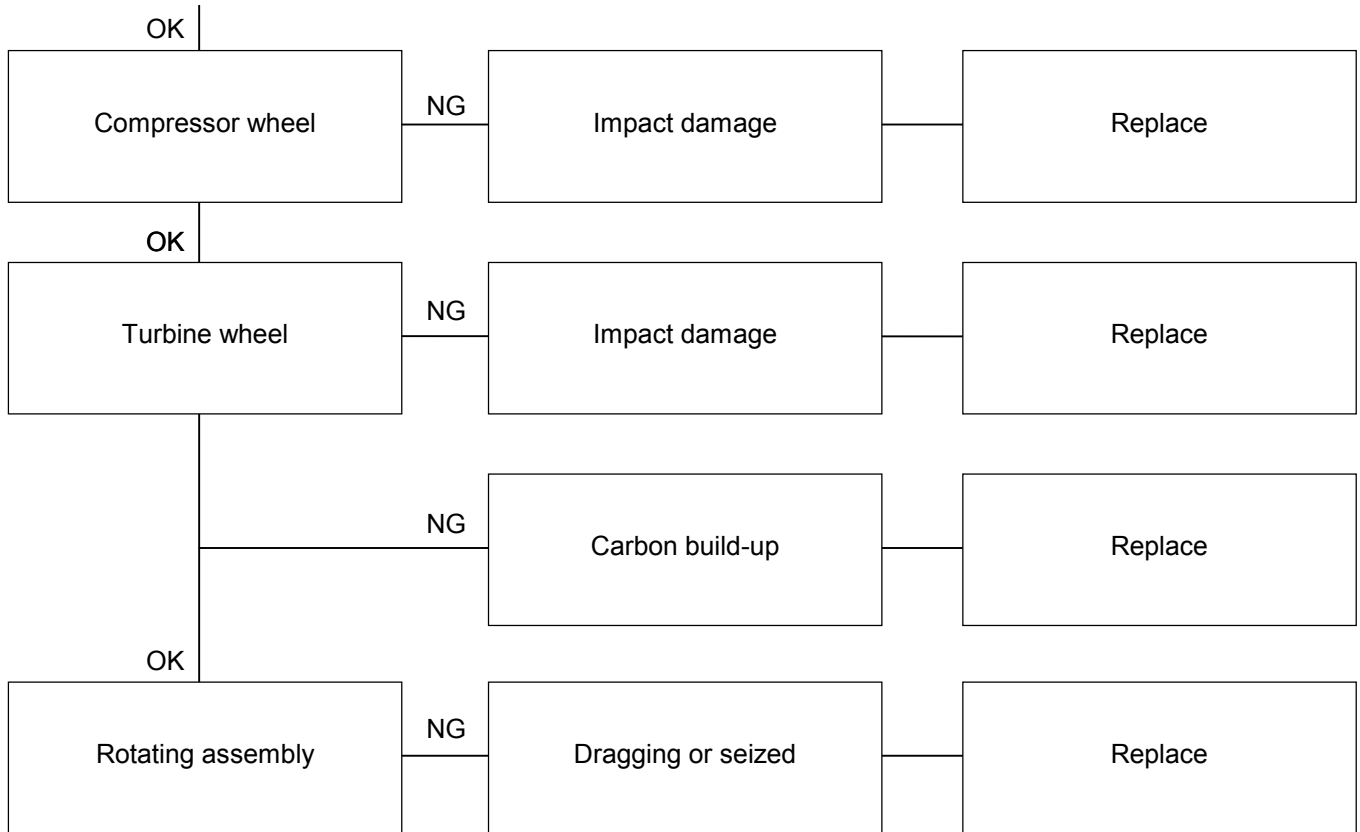 OK
Compressor wheel
NG
Impact damage
Replace
OK
Turbine wheel
NG
Impact damage
Replace
NG
Carbon build-up
Replace
OK
Rotating assembly
NG
Dragging or seized
Replace